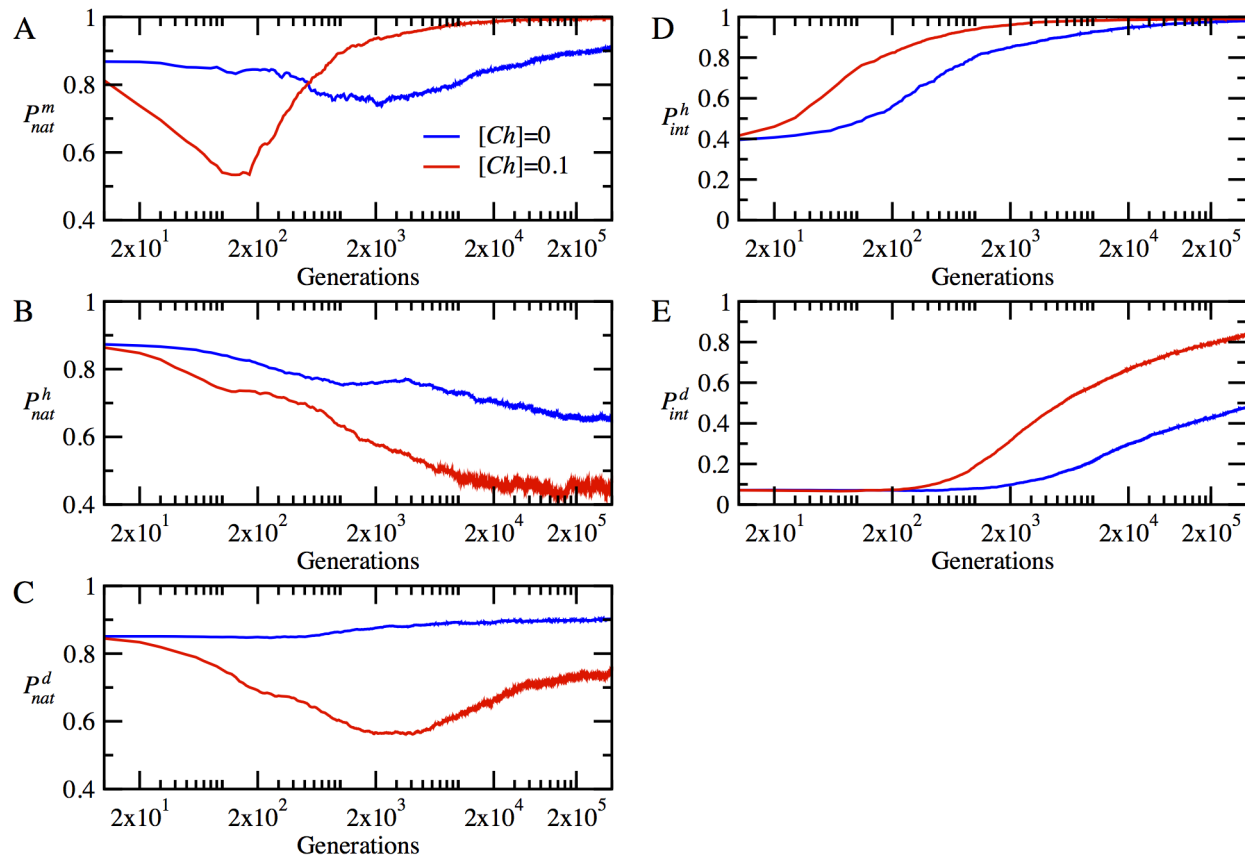 A
1
0.8
0.6
0.4
P^m_nat
[Ch]=0
[Ch]=0.1
2x10^1 2x10^2 2x10^3 2x10^4 2x10^5
Generations
B
1
0.8
0.6
0.4
P^h_nat
2x10^1 2x10^2 2x10^3 2x10^4 2x10^5
Generations
C
1
0.8
0.6
0.4
P^d_nat
2x10^1 2x10^2 2x10^3 2x10^4 2x10^5
Generations
D
1
0.8
0.6
0.4
0.2
0
P^h_int
2x10^1 2x10^2 2x10^3 2x10^4 2x10^5
Generations
E
1
0.8
0.6
0.4
0.2
0
P^d_int
2x10^1 2x10^2 2x10^3 2x10^4 2x10^5
Generations